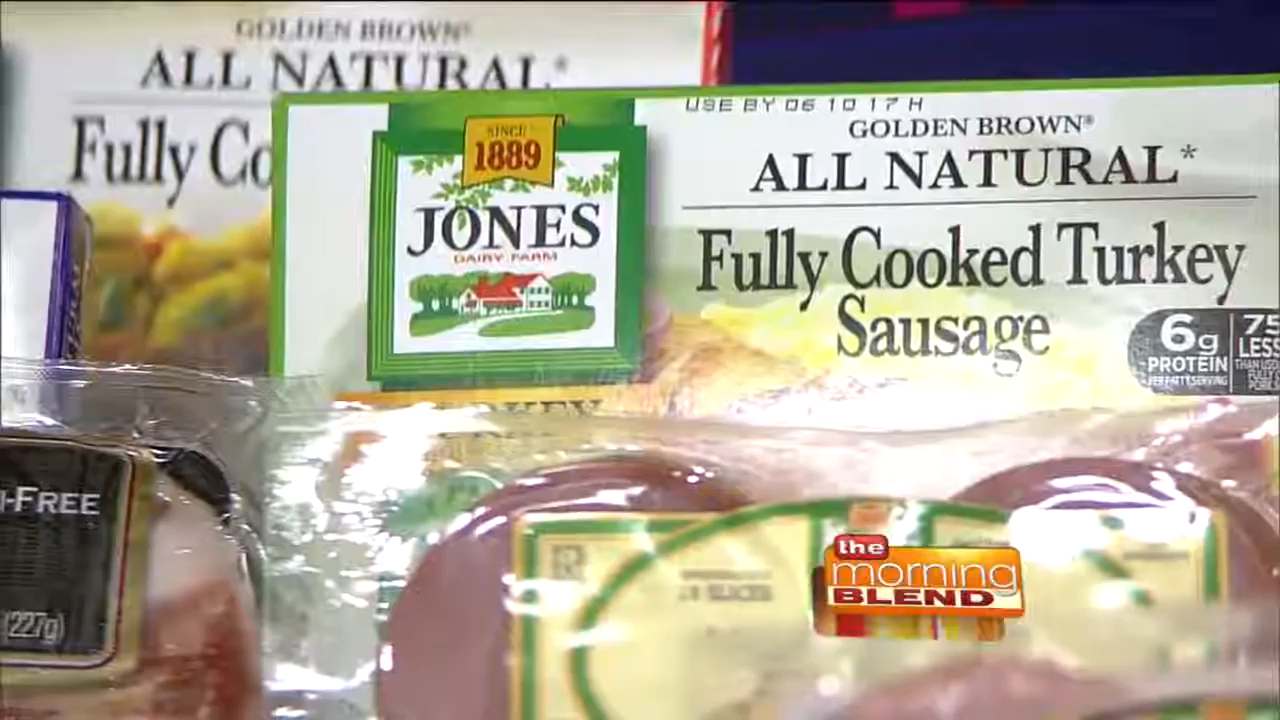 GOLDEN BROWN®
ALL NATURAL*
Fully Co
USE BY 06 10 17 H
GOLDEN BROWN®
ALL NATURAL*
Fully Cooked Turkey
Sausage
SINCE
1889
JONES
DAIRY FARM
6g
PROTEIN
75
LESS
-FREE
(227g)
the
morning
BLEND